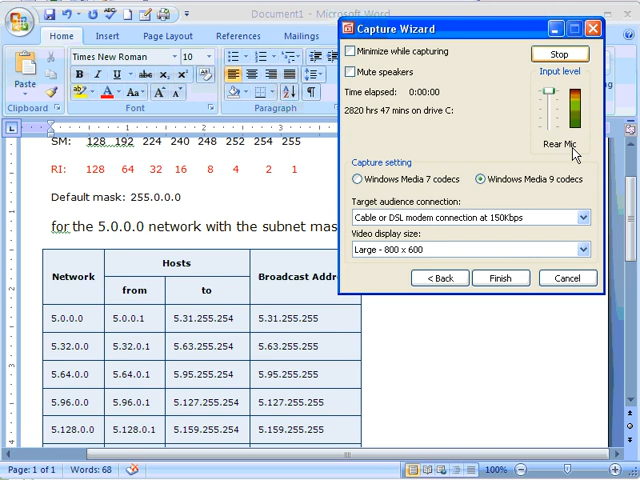 Document1 - Microsoft Word
Home
Insert
Page Layout
References
Mailings
Paste
Times New Roman
10
B I U abe x₂ x²
Clipboard
Font
Paragraph
Capture Wizard
Minimize while capturing
Stop
Mute speakers
Input level
Time elapsed: 0:00:00
2820 hrs 47 mins on drive C:
Rear Mic
Capture setting
Windows Media 7 codecs
Windows Media 9 codecs
Target audience connection:
Cable or DSL modem connection at 150Kbps
Video display size:
Large - 800 x 600
< Back
Finish
Cancel
SM: 128 192 224 240 248 252 254 255
RI: 128 64 32 16 8 4 2 1
Default mask: 255.0.0.0
for the 5.0.0.0 network with the subnet mas
Network
Hosts
Broadcast Addre
from
to
5.0.0.0 5.0.0.1 5.31.255.254 5.31.255.255
5.32.0.0 5.32.0.1 5.63.255.254 5.63.255.255
5.64.0.0 5.64.0.1 5.95.255.254 5.95.255.255
5.96.0.0 5.96.0.1 5.127.255.254 5.127.255.255
5.128.0.0 5.128.0.1 5.159.255.254 5.159.255.255
Page: 1 of 1
Words: 68
100%